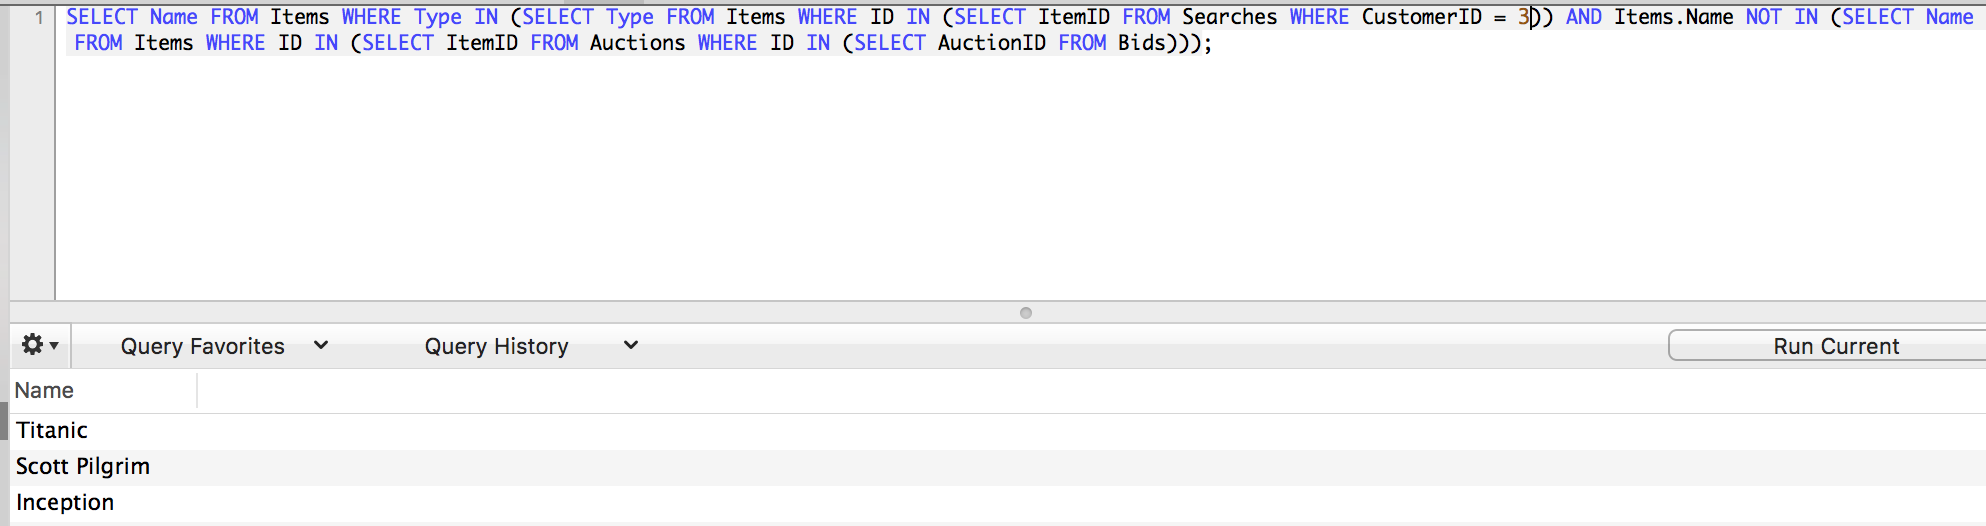 1 SELECT Name FROM Items WHERE Type IN (SELECT Type FROM Items WHERE ID IN (SELECT ItemID FROM Searches WHERE CustomerID = 3)) AND Items.Name NOT IN (SELECT Name
FROM Items WHERE ID IN (SELECT ItemID FROM Auctions WHERE ID IN (SELECT AuctionID FROM Bids)));
Query Favorites Query History Run Current
Name
Titanic
Scott Pilgrim
Inception